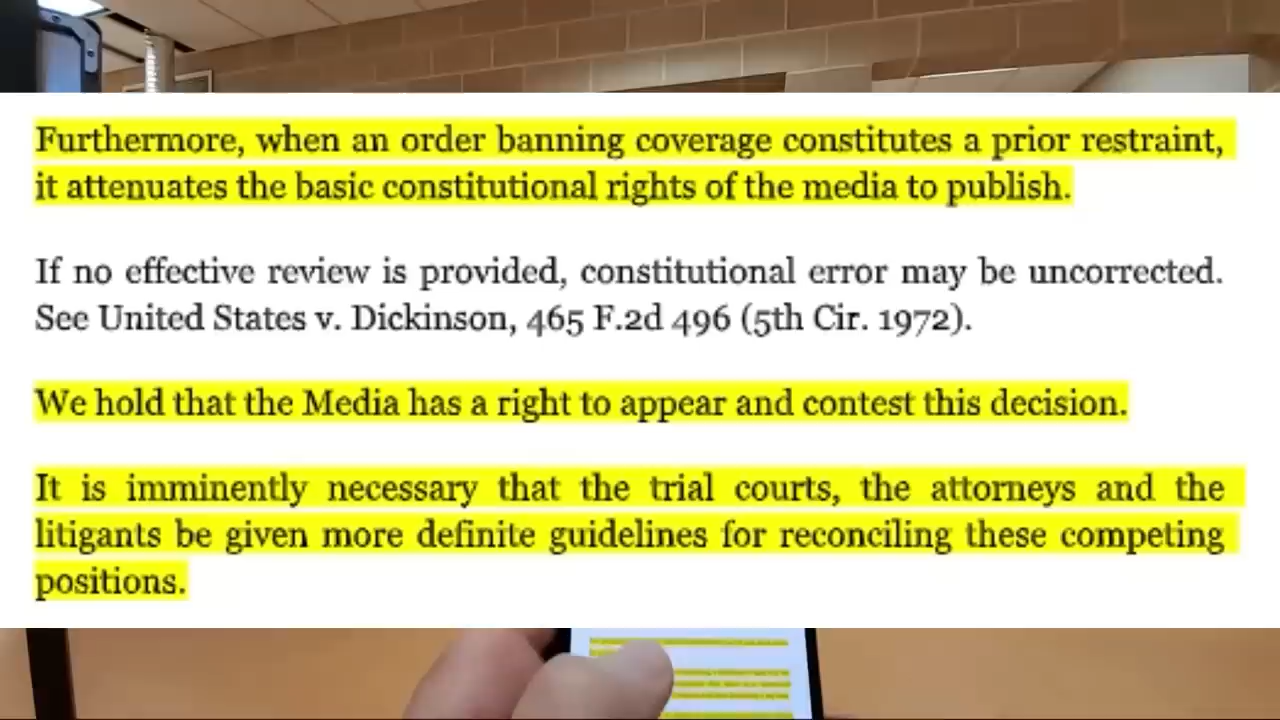 Furthermore, when an order banning coverage constitutes a prior restraint,
it attenuates the basic constitutional rights of the media to publish.
If no effective review is provided, constitutional error may be uncorrected.
See United States v. Dickinson, 465 F.2d 496 (5th Cir. 1972).
We hold that the Media has a right to appear and contest this decision.
It is imminently necessary that the trial courts, the attorneys and the
litigants be given more definite guidelines for reconciling these competing
positions.